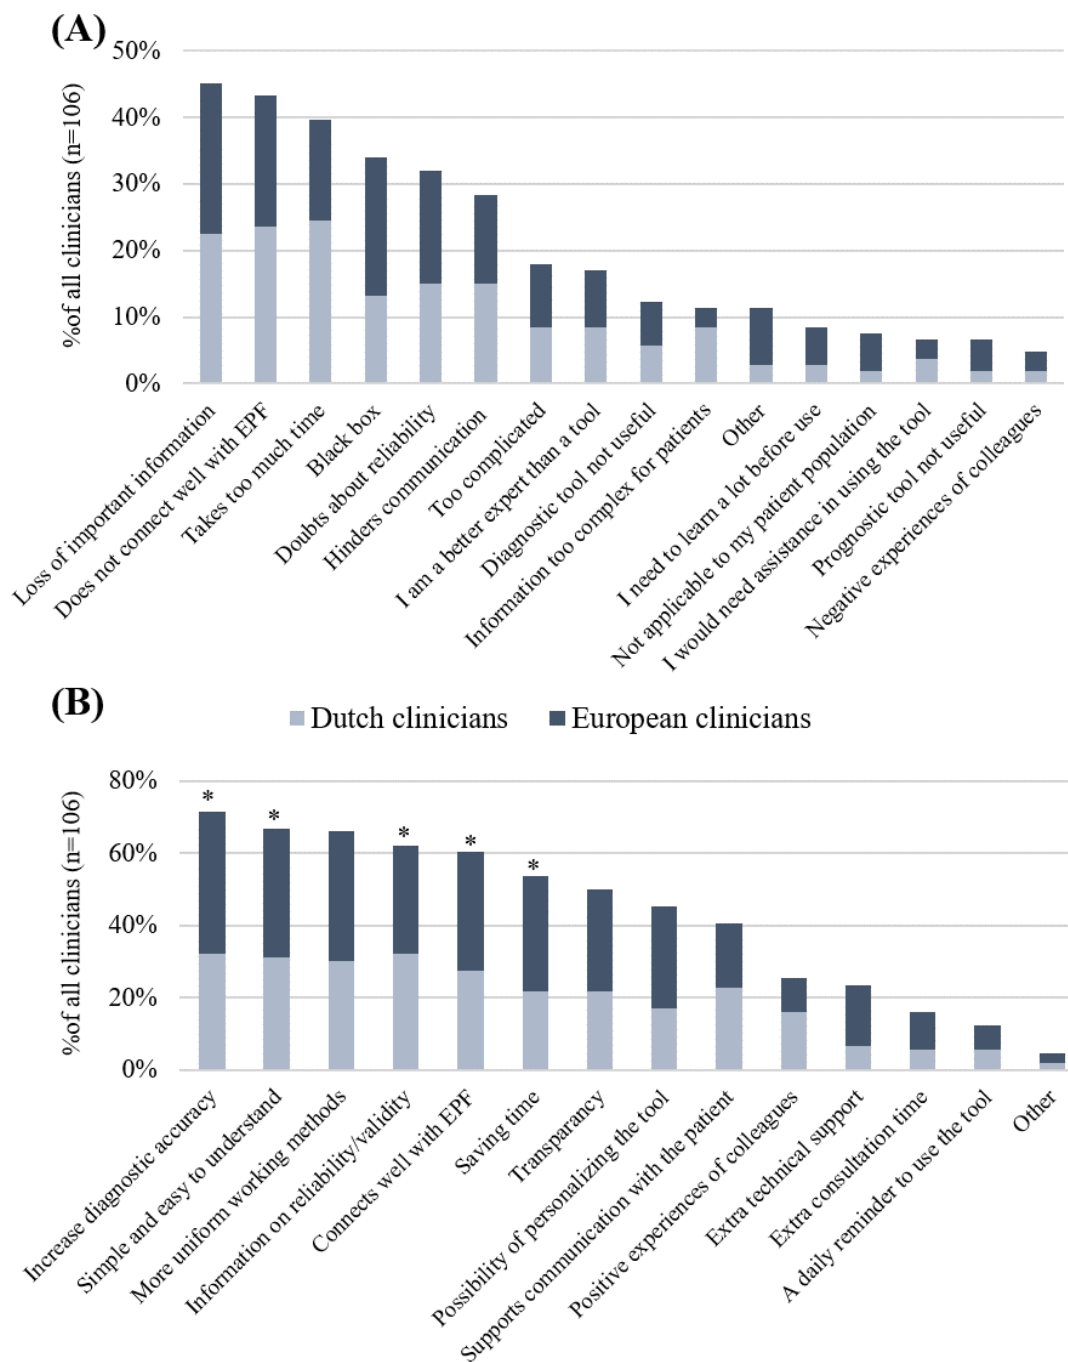 (A)
%of all clinicians (n=106)
50%
40%
30%
20%
10%
0%
Loss of important information
Does not connect well with EPF
Takes too much time
Black box
Doubts about reliability
Hinders communication
Too complicated
I am a better expert than a tool
Diagnostic tool not useful
Information too complex for patients
Other
I need to learn a lot before use
Not applicable to my patient population
I would need assistance in using the tool
Prognostic tool not useful
Negative experiences of colleagues
(B)
Dutch clinicians
European clinicians
%of all clinicians (n=106)
80%
60%
40%
20%
0%
*
*
*
*
*
Increase diagnostic accuracy
Simple and easy to understand
More uniform working methods
Information on reliability/validity
Connects well with EPF
Saving time
Transparancy
Possibility of personalizing the tool
Supports communication with the patient
Positive experiences of colleagues
Extra technical support
Extra consultation time
A daily reminder to use the tool
Other